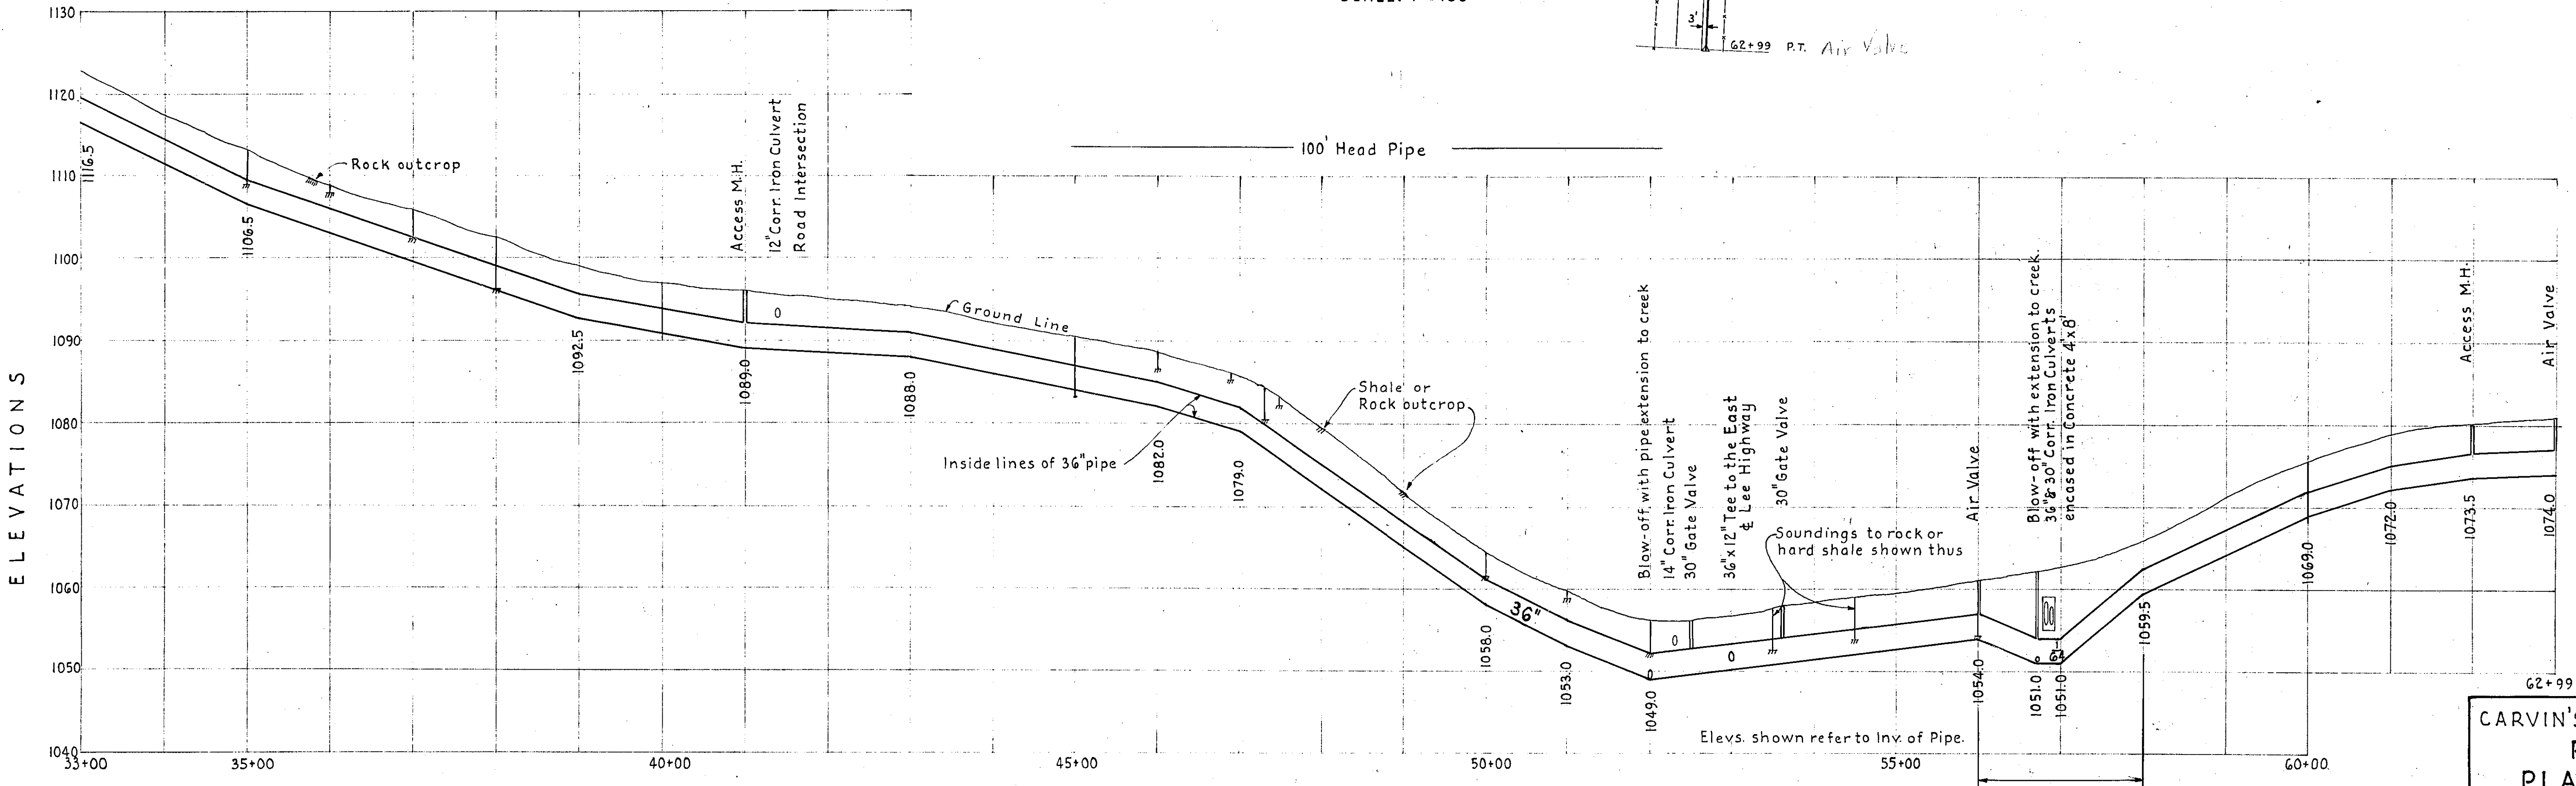 3'
62+99 P.T. Air Valve
ELEVATIONS
1130
1120
1110
1100
1090
1080
1070
1060
1050
1040
1116.5
1106.5
Rock outcrop
1092.5
Access M.H.
12" Corr. Iron Culvert
Road Intersection
1089.0
1088.0
Ground Line
100' Head Pipe
Inside lines of 36" pipe
1082.0
1079.0
Shale or
Rock outcrop
1058.0
36"
1053.0
1049.0
Blow-off with pipe extension to creek
14" Corr. Iron Culvert
30" Gate Valve
36"x12" Tee to the East
℄ Lee Highway
30" Gate Valve
Soundings to rock or
hard shale shown thus
Air Valve
1054.0
Blow-off with extension to creek.
36" & 30" Corr. Iron Culverts
encased in Concrete 4'x8'
1051.0
1051.0
1059.5
1069.0
1072.0
Access M.H.
1073.5
Air Valve
1074.0
Elevs. shown refer to Inv. of Pipe.
33+00
35+00
40+00
45+00
50+00
55+00
60+00
62+99
CARVIN'S
PLA